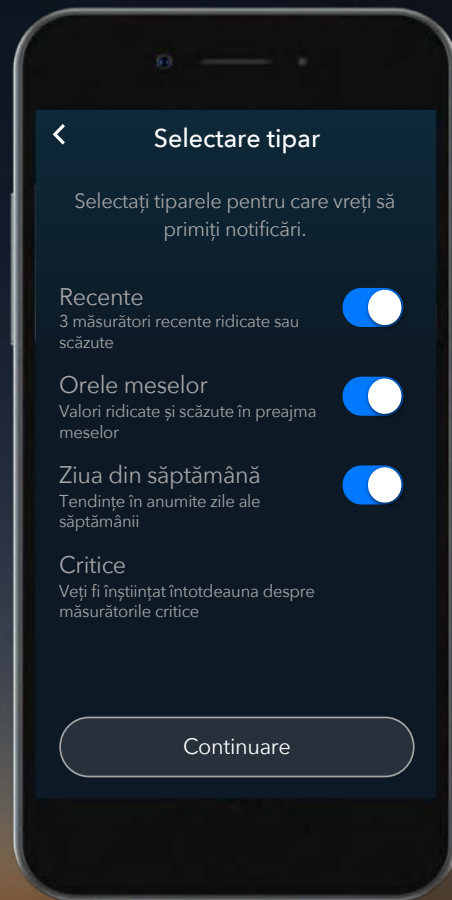 Selectare tipar
Selectați tiparele pentru care vreți să
primiți notificări.
Recente
3 măsurători recente ridicate sau
scăzute
Orele meselor
Valori ridicate și scăzute în preajma
meselor
Ziua din săptămână
Tendințe în anumite zile ale
săptămânii
Critice
Veți fi înștiințat întotdeauna despre
măsurătorile critice
Continuare